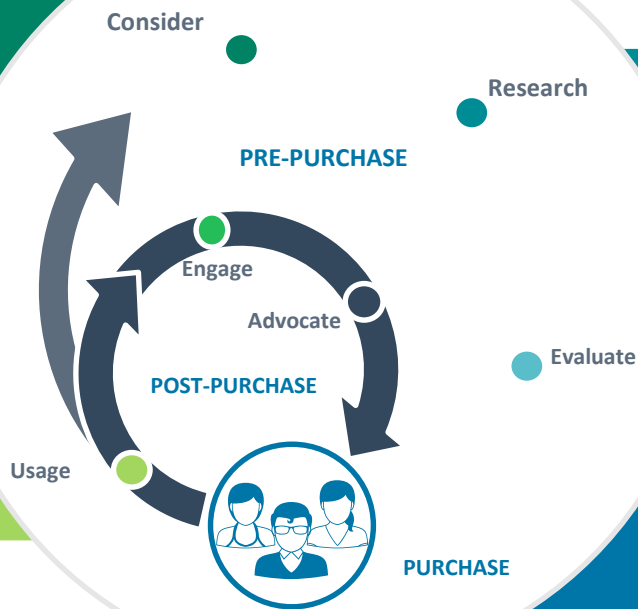 Consider
Research
PRE-PURCHASE
Engage
Advocate
Evaluate
POST-PURCHASE
Usage
PURCHASE